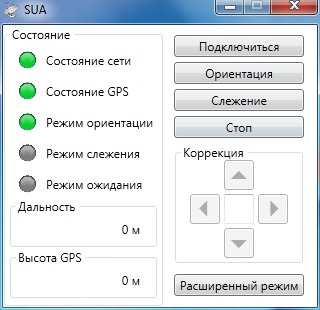 SUA
Состояние
Состояние сети
Состояние GPS
Режим ориентации
Режим слежения
Режим ожидания
Дальность
0 м
Высота GPS
0 м
Подключиться
Ориентация
Слежение
Стоп
Коррекция
Расширенный режим